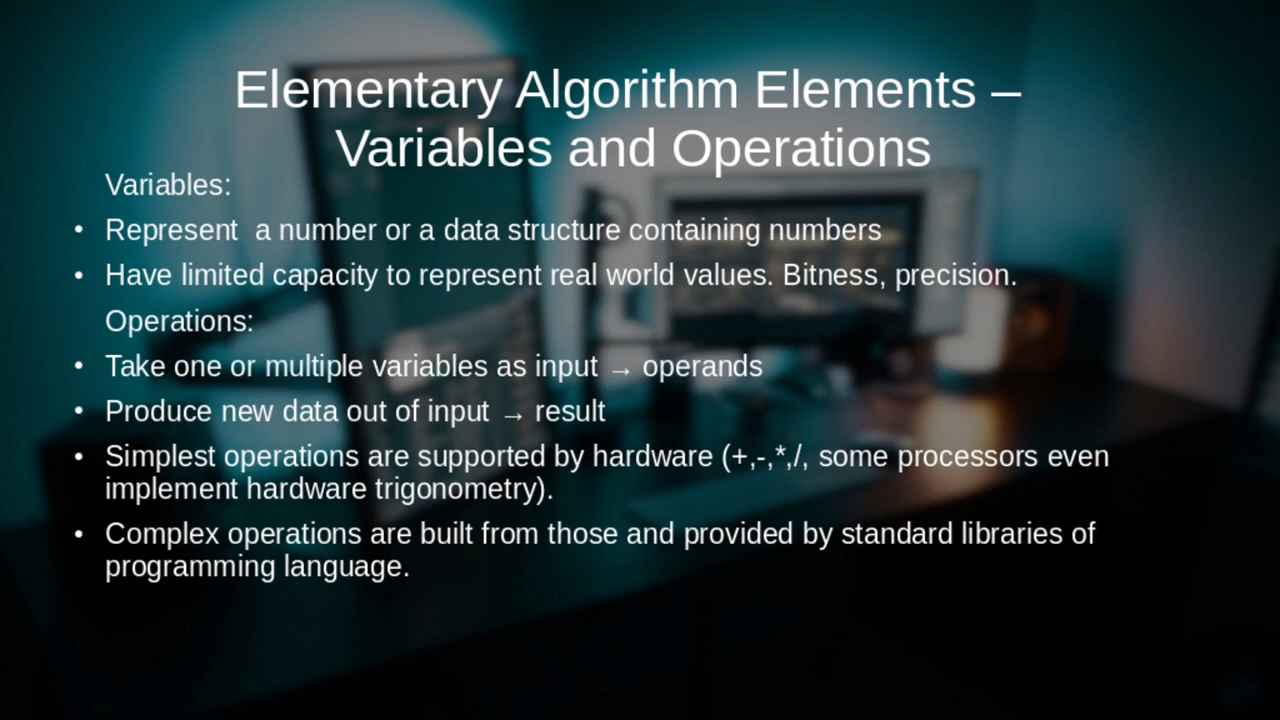 Elementary Algorithm Elements –
Variables and Operations
Variables:
• Represent  a number or a data structure containing numbers
• Have limited capacity to represent real world values. Bitness, precision.
Operations:
• Take one or multiple variables as input → operands
• Produce new data out of input → result
• Simplest operations are supported by hardware (+,-,*,/, some processors even
implement hardware trigonometry).
• Complex operations are built from those and provided by standard libraries of
programming language.